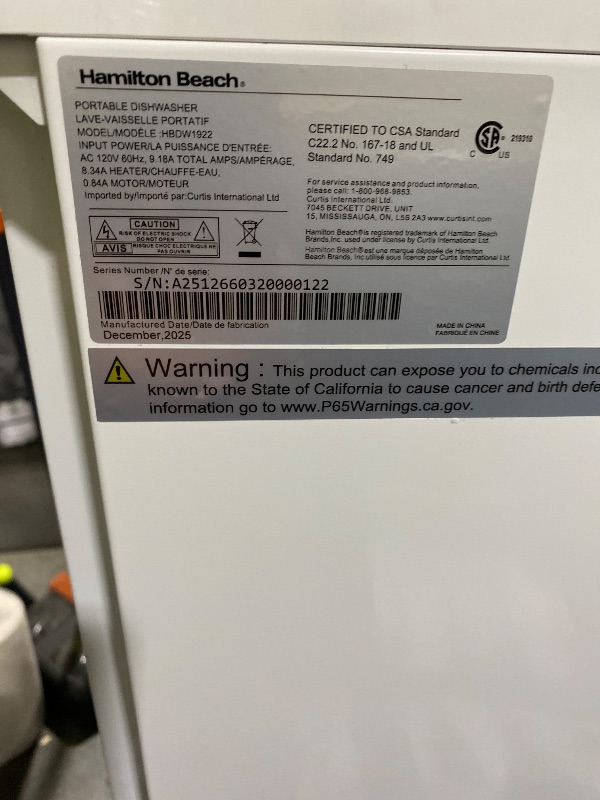 Hamilton Beach®
PORTABLE DISHWASHER
LAVE-VAISSELLE PORTATIF
MODEL/MODÈLE :HBDW1922
INPUT POWER/LA PUISSANCE D'ENTRÉE:
AC 120V 60Hz, 9.18A TOTAL AMPS/AMPÉRAGE,
8.34A HEATER/CHAUFFE-EAU,
0.84A MOTOR/MOTEUR
Imported by/Importé par:Curtis International Ltd
CAUTION
RISK OF ELECTRIC SHOCK
DO NOT OPEN
AVIS
RISQUE CHOC ELECTRIQUE NE
PAS OUVRIR
CERTIFIED TO CSA Standard
C22.2 No. 167-18 and UL
Standard No. 749
SA®
219310
C US
For service assistance and product information,
please call: 1-800-968-9853.
Curtis International Ltd.
7045 BECKETT DRIVE, UNIT
15, MISSISSAUGA, ON, L5S 2A3 www.curtisint.com
Hamilton Beach®is registered trademark of Hamilton
Brands,Inc. used under license by Curtis International Ltd.
Hamilton Beach®est une marque déposée de Hamilton
Beach Brands, Inc.utilisé sous licence par Curtis International Ltd.
Series Number /N° de serie:
S/N:A2512660320000122
Manufactured Date/Date de fabrication
December,2025
MADE IN CHINA
FABRIQUÉ EN CHINE
Warning : This product can expose you to chemicals inc
known to the State of California to cause cancer and birth defe
information go to www.P65Warnings.ca.gov.